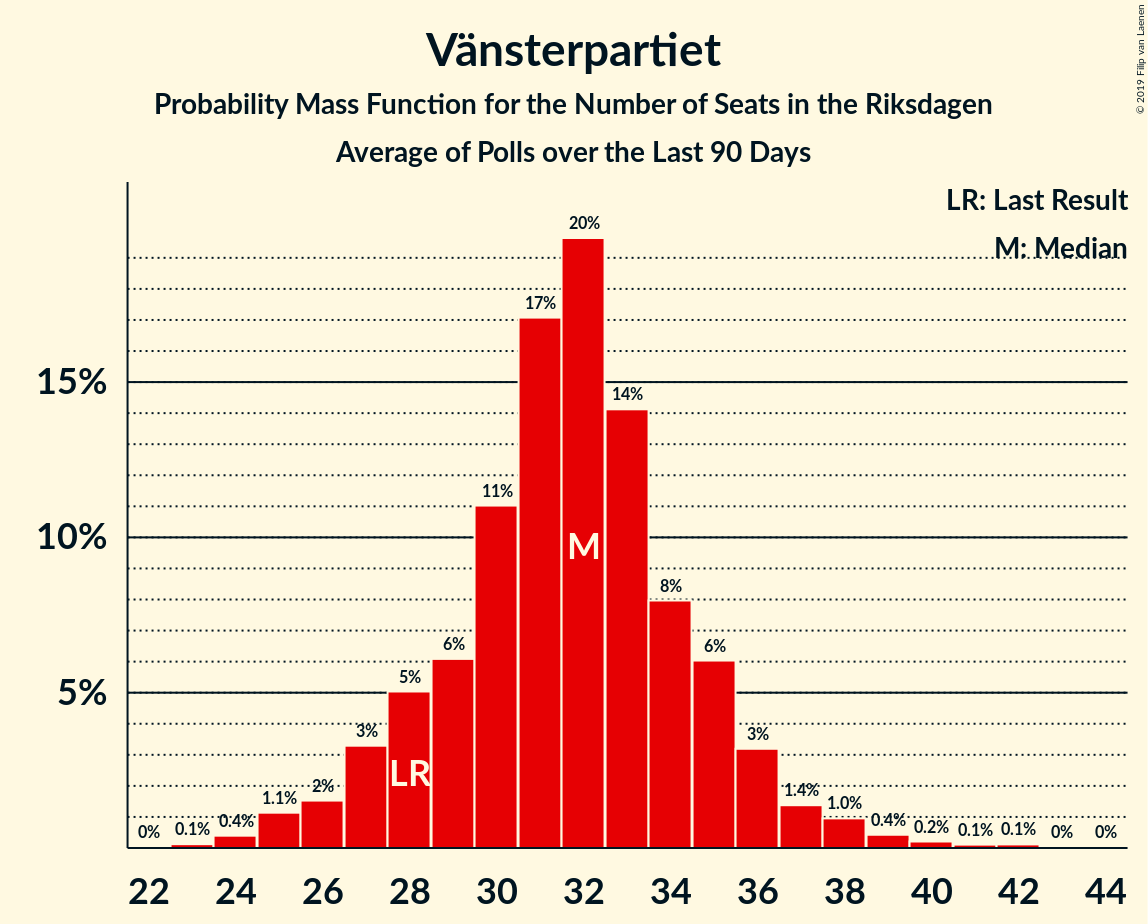 Vänsterpartiet
Probability Mass Function for the Number of Seats in the Riksdagen
Average of Polls over the Last 90 Days
© 2019 Filip van Laenen
LR: Last Result
M: Median
15%
10%
5%
0%
0.1%
0.4%
1.1%
2%
3%
5%
6%
11%
17%
20%
14%
8%
6%
3%
1.4%
1.0%
0.4%
0.2%
0.1%
0.1%
0%
0%
LR
M
22 24 26 28 30 32 34 36 38 40 42 44